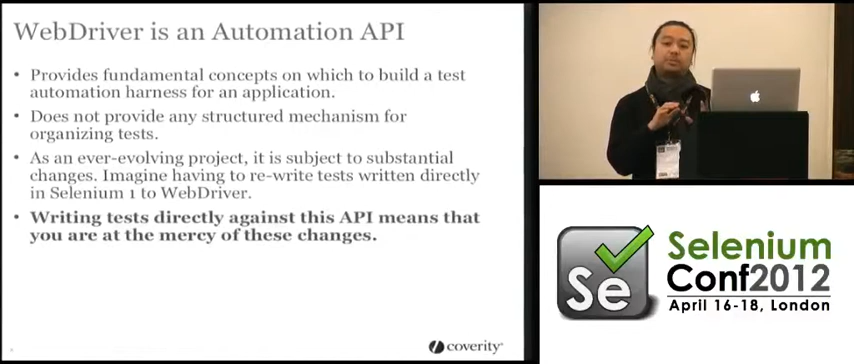 WebDriver is an Automation API
• Provides fundamental concepts on which to build a test
automation harness for an application.
• Does not provide any structured mechanism for
organizing tests.
• As an ever-evolving project, it is subject to substantial
changes. Imagine having to re-write tests written directly
in Selenium 1 to WebDriver.
• Writing tests directly against this API means that
you are at the mercy of these changes.
coverity
Se
Selenium
Conf2012
April 16-18, London